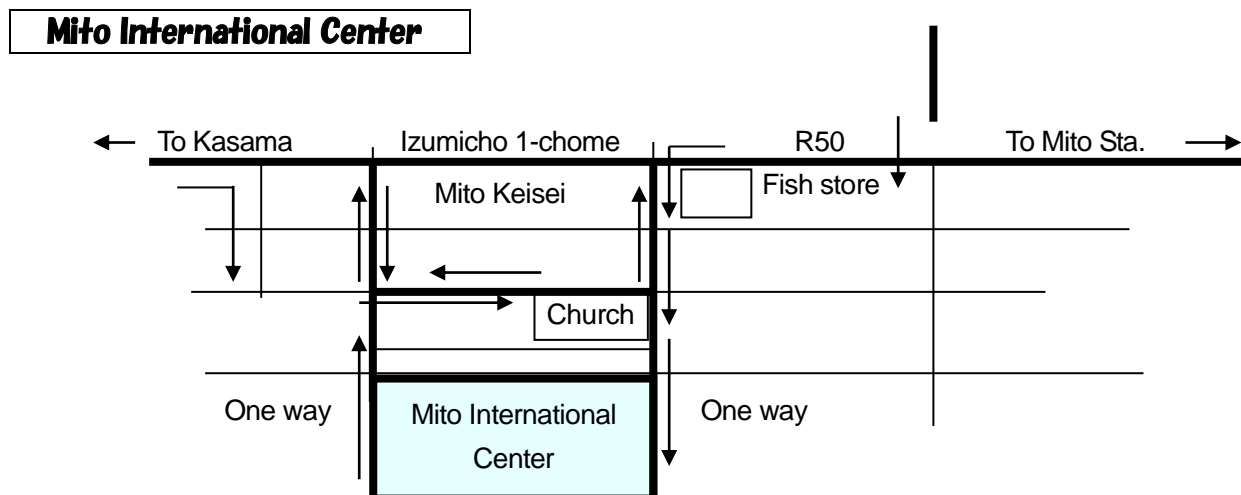 Mito International Center
To Kasama
Izumicho 1-chome
R50
To Mito Sta.
Mito Keisei
Fish store
Church
One way
Mito International
Center
One way